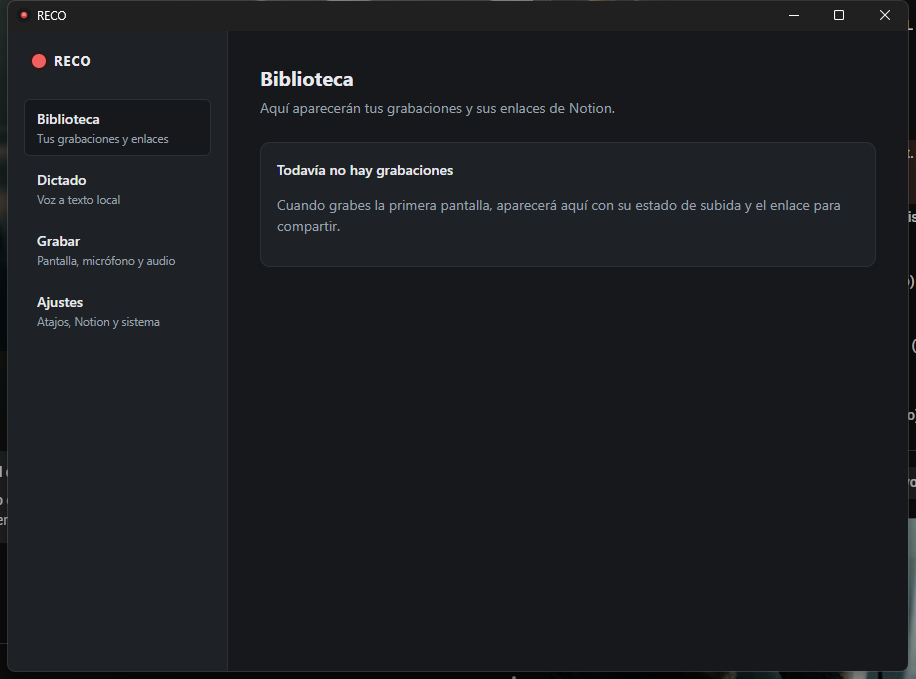 RECO
RECO
Biblioteca
Tus grabaciones y enlaces
Dictado
Voz a texto local
Grabar
Pantalla, micrófono y audio
Ajustes
Atajos, Notion y sistema
Biblioteca
Aquí aparecerán tus grabaciones y sus enlaces de Notion.
Todavía no hay grabaciones
Cuando grabes la primera pantalla, aparecerá aquí con su estado de subida y el enlace para
compartir.